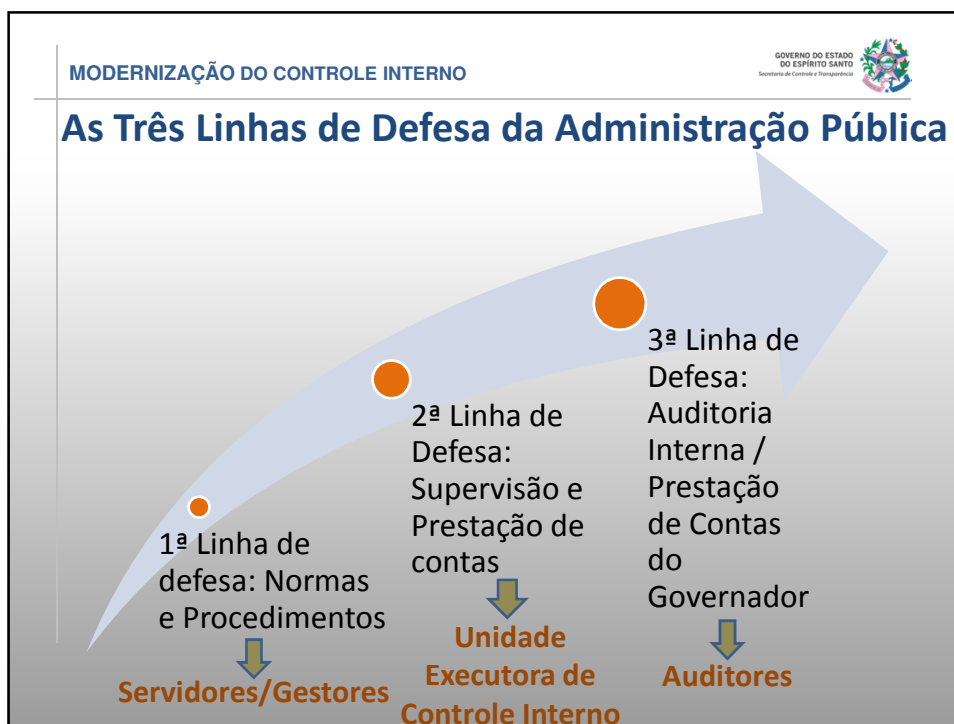 MODERNIZAÇÃO DO CONTROLE INTERNO
GOVERNO DO ESTADO
DO ESPÍRITO SANTO
Secretaria de Controle e Transparência
As Três Linhas de Defesa da Administração Pública
1ª Linha de
defesa: Normas
e Procedimentos
Servidores/Gestores
2ª Linha de
Defesa:
Supervisão e
Prestação de
contas
Unidade
Executora de
Controle Interno
3ª Linha de
Defesa:
Auditoria
Interna /
Prestação
de Contas
do
Governador
Auditores